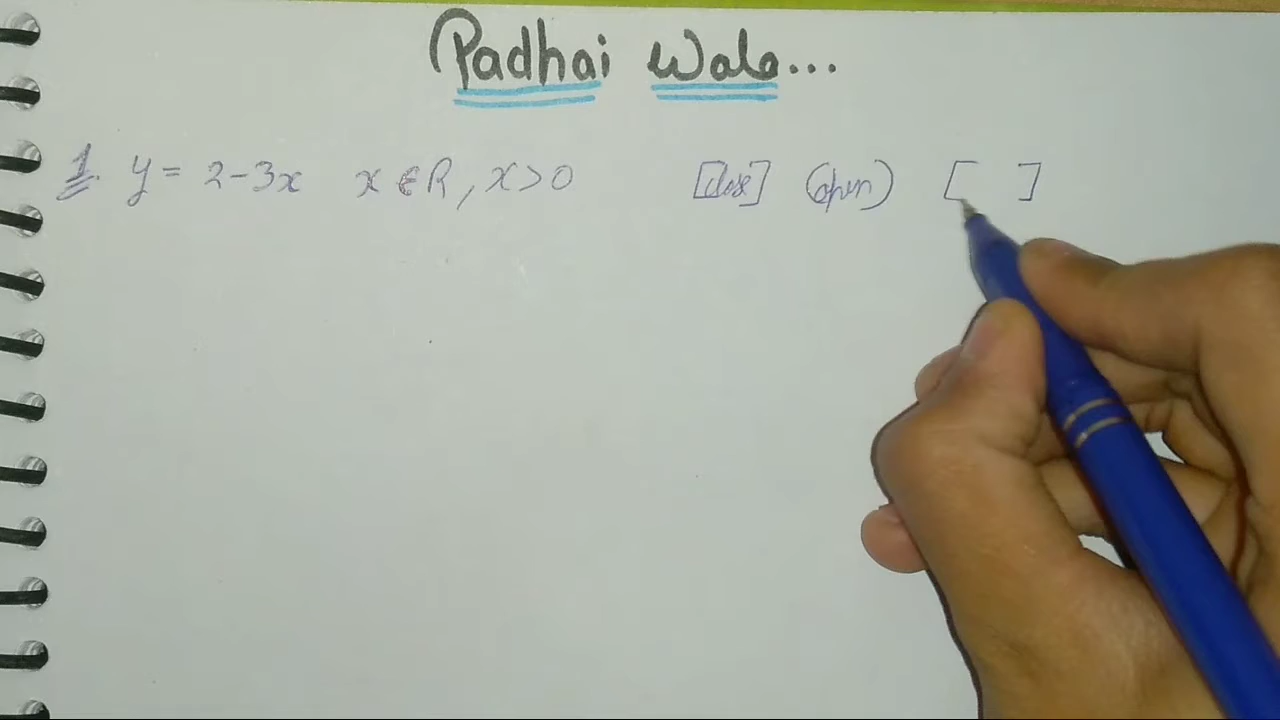 Padhai Wala...
1. y = 2-3x x ∈ R, x>0 [close] (open) [ ]